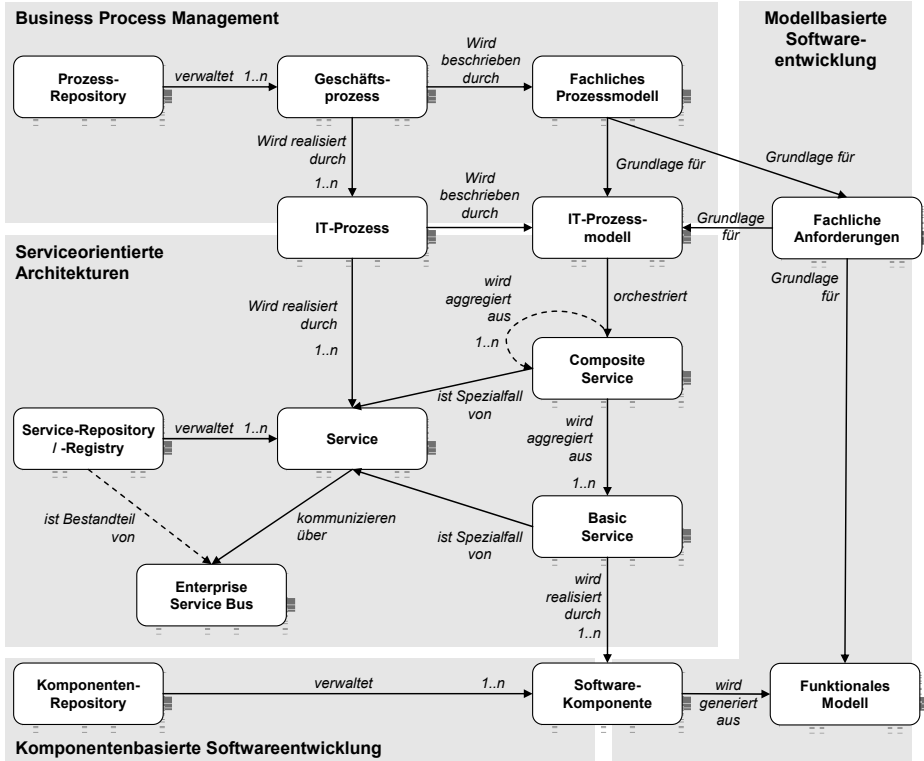 Business Process Management
Modellbasierte
Software-
entwicklung
Prozess-
Repository
verwaltet 1..n
Geschäfts-
prozess
Wird
beschrieben
durch
Fachliches
Prozessmodell
Wird realisiert
durch
1..n
Grundlage für
Grundlage für
IT-Prozess
Wird
beschrieben
durch
IT-Prozess-
modell
Grundlage
für
Fachliche
Anforderungen
Serviceorientierte
Architekturen
Wird realisiert
durch
1..n
wird
aggregiert
aus
1..n
orchestriert
Grundlage
für
Composite
Service
ist Spezialfall
von
Service-Repository
/ -Registry
verwaltet 1..n
Service
wird
aggregiert
aus
1..n
ist Bestandteil
von
kommunizieren
über
ist Spezialfall
von
Basic
Service
Enterprise
Service Bus
wird
realisiert
durch
1..n
Komponenten-
Repository
verwaltet
1..n
Software-
Komponente
wird
generiert
aus
Funktionales
Modell
Komponentenbasierte Softwareentwicklung